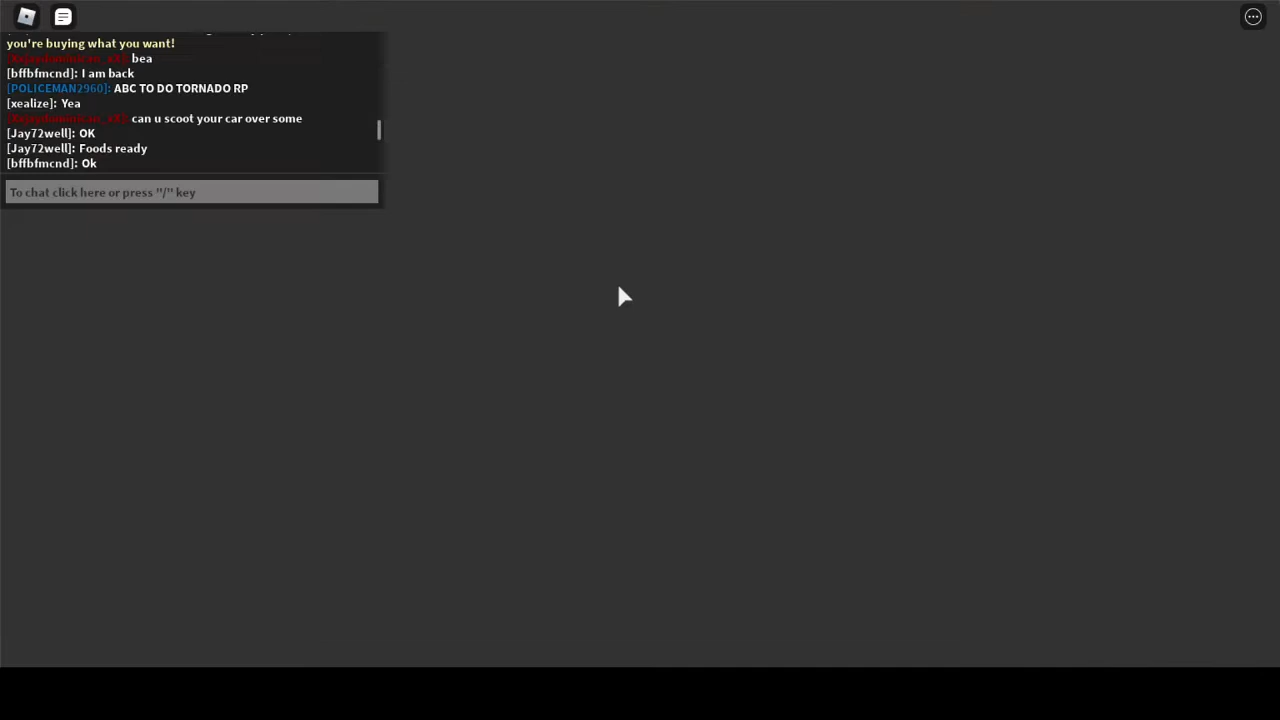 you're buying what you want!
bea
[bffbfmcnd]: I am back
[POLICEMAN2960]: ABC TO DO TORNADO RP
[xealize]: Yea
can u scoot your car over some
[Jay72well]: OK
[Jay72well]: Foods ready
[bffbfmcnd]: Ok
To chat click here or press "/" key